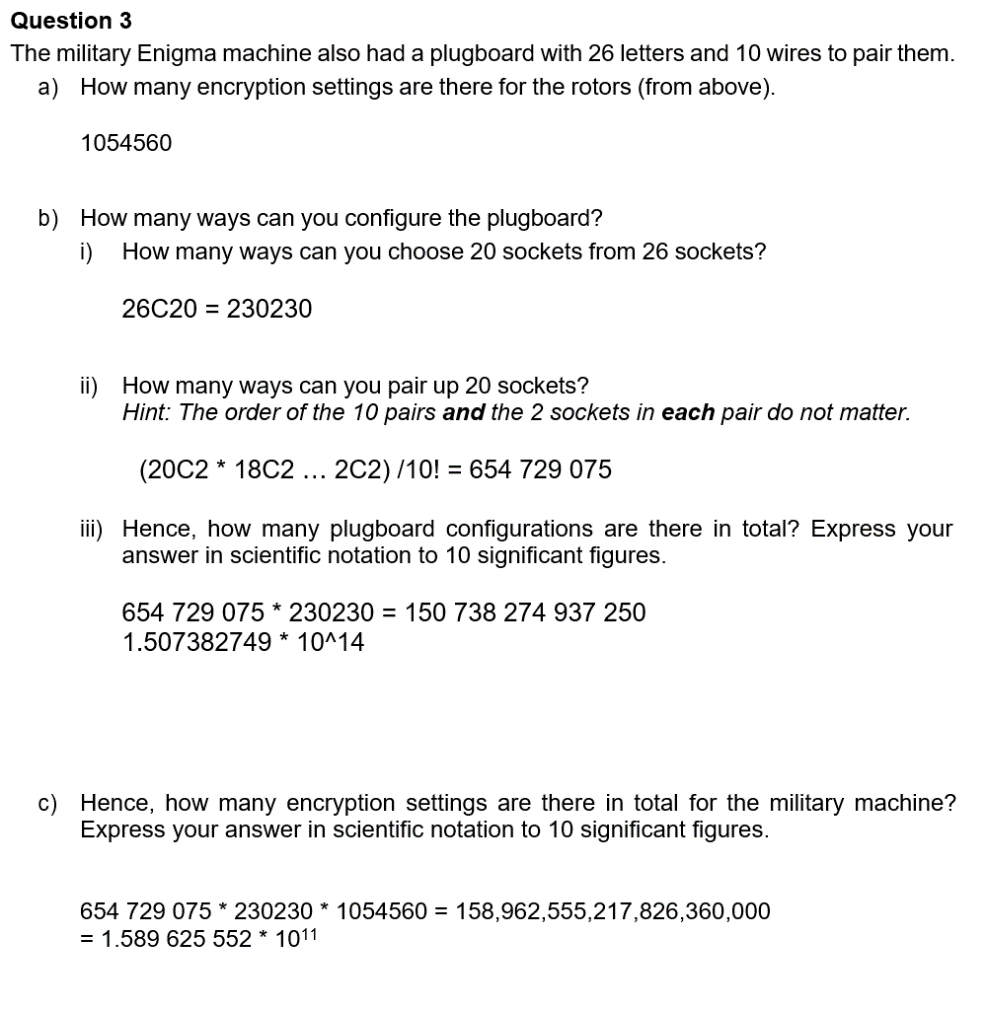 Question 3
The military Enigma machine also had a plugboard with 26 letters and 10 wires to pair them.
a) How many encryption settings are there for the rotors (from above).
1054560
b) How many ways can you configure the plugboard?
i) How many ways can you choose 20 sockets from 26 sockets?
26C20 = 230230
ii) How many ways can you pair up 20 sockets?
Hint: The order of the 10 pairs and the 2 sockets in each pair do not matter.
(20C2 * 18C2 … 2C2) /10! = 654 729 075
iii) Hence, how many plugboard configurations are there in total? Express your
answer in scientific notation to 10 significant figures.
654 729 075 * 230230 = 150 738 274 937 250
1.507382749 * 10^14
c) Hence, how many encryption settings are there in total for the military machine?
Express your answer in scientific notation to 10 significant figures.
654 729 075 * 230230 * 1054560 = 158,962,555,217,826,360,000
= 1.589 625 552 * 10¹¹